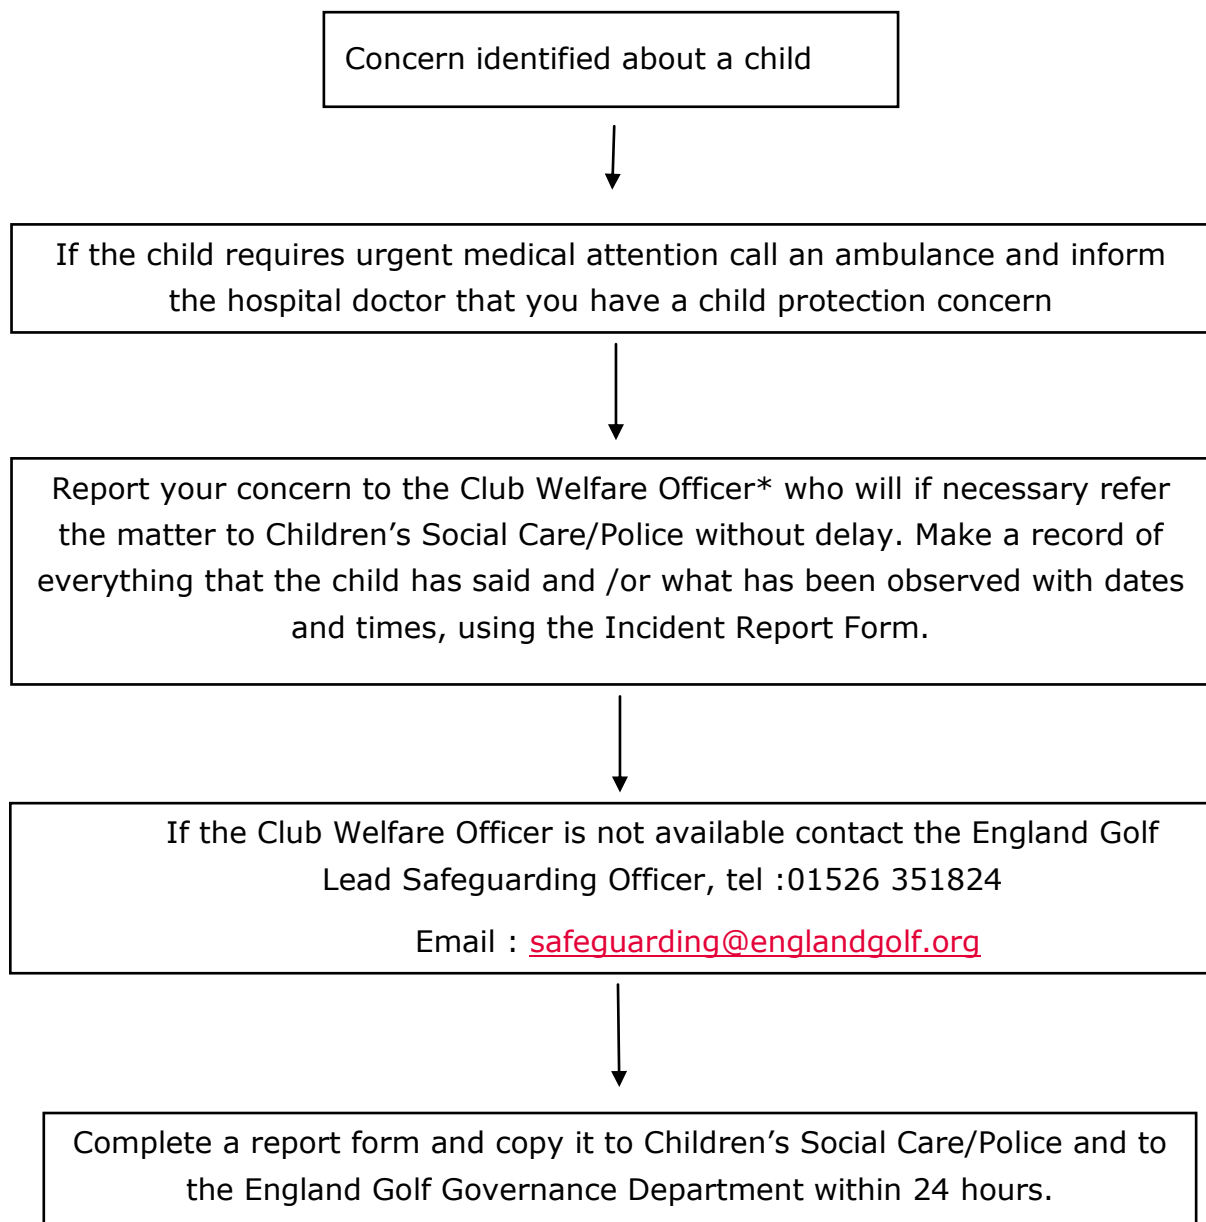 Concern identified about a child
If the child requires urgent medical attention call an ambulance and inform
the hospital doctor that you have a child protection concern
Report your concern to the Club Welfare Officer* who will if necessary refer
the matter to Children’s Social Care/Police without delay. Make a record of
everything that the child has said and /or what has been observed with dates
and times, using the Incident Report Form.
If the Club Welfare Officer is not available contact the England Golf
Lead Safeguarding Officer, tel :01526 351824
Email : safeguarding@englandgolf.org
Complete a report form and copy it to Children’s Social Care/Police and to
the England Golf Governance Department within 24 hours.